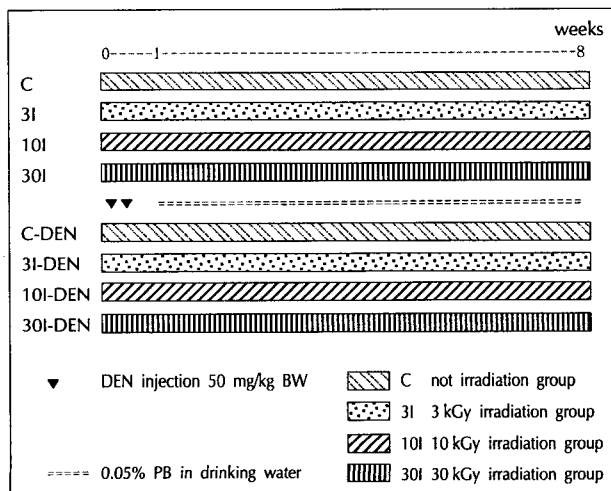 weeks
0-----1-----------------------------------------8
C
3I
10I
30I
C-DEN
3I-DEN
10I-DEN
30I-DEN
▼ DEN injection 50 mg/kg BW
===== 0.05% PB in drinking water
C not irradiation group
3I 3 kGy irradiation group
10I 10 kGy irradiation group
30I 30 kGy irradiation group